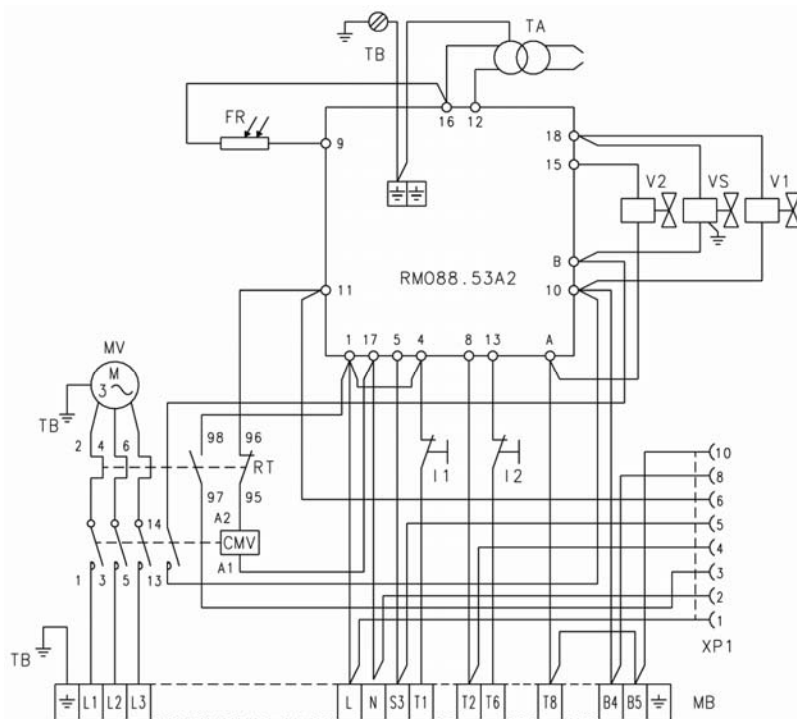 TA
TB
FR
16 12
9
18
15
V2 VS V1
B
RMO88.53A2
11
10
MV
1 17 5 4 8 13 A
M
3
TB
2 4 6
98 96
RT
I1 I2
10
8
97 95
6
A2
14
5
CMV
4
A1
1 3 5 13
3
2
1
XP1
TB
L1 L2 L3 L N S3 T1 T2 T6 T8 B4 B5 MB